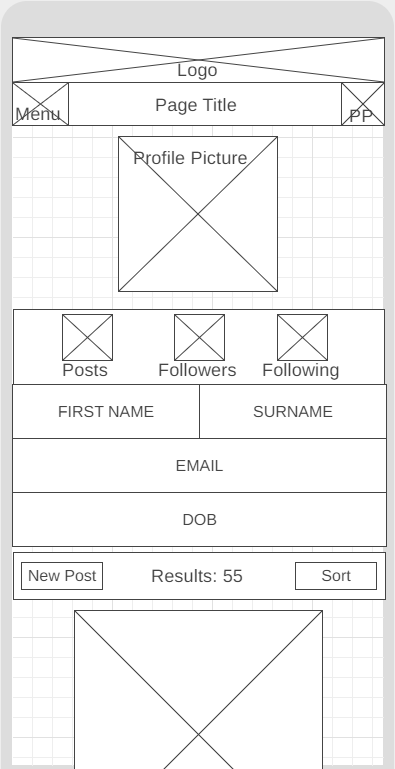 Logo
Menu
Page Title
PP
Profile Picture
Posts
Followers
Following
FIRST NAME
SURNAME
EMAIL
DOB
New Post
Results: 55
Sort